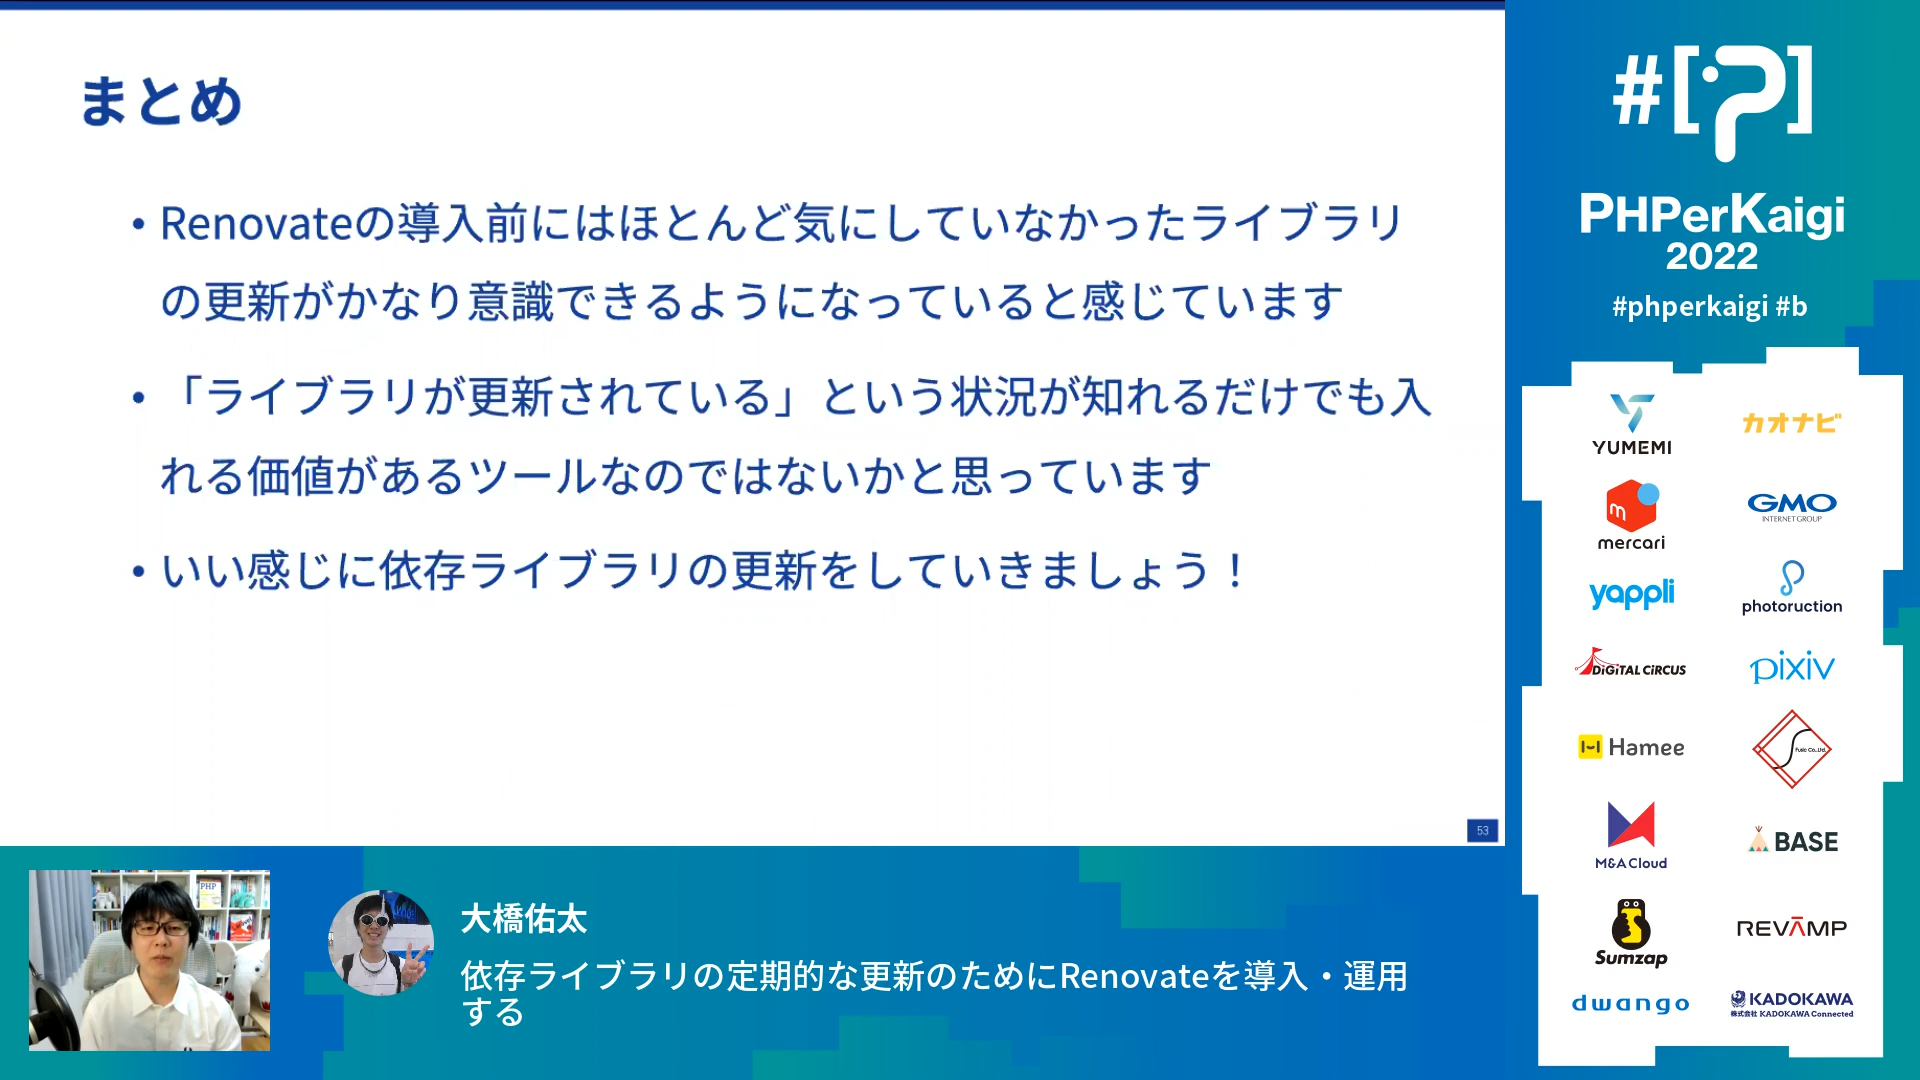 まとめ
• Renovateの導入前にはほとんど気にしていなかったライブラリ
の更新がかなり意識できるようになっていると感じています
• 「ライブラリが更新されている」という状況が知れるだけでも入
れる価値があるツールなのではないかと思っています
• いい感じに依存ライブラリの更新をしていきましょう！
53
PHP
大橋佑太
依存ライブラリの定期的な更新のためにRenovateを導入・運用
する
#[P]
PHPerKaigi
2022
#phperkaigi #b
YUMEMI
カオナビ
m
mercari
GMO
INTERNET GROUP
yappli
photoruction
DiGiTAL CiRCUS
pixiv
Hamee
Fusic Co.,Ltd.
M&A Cloud
BASE
Sumzap
REVAMP
dwango
KADOKAWA
株式会社 KADOKAWA Connected